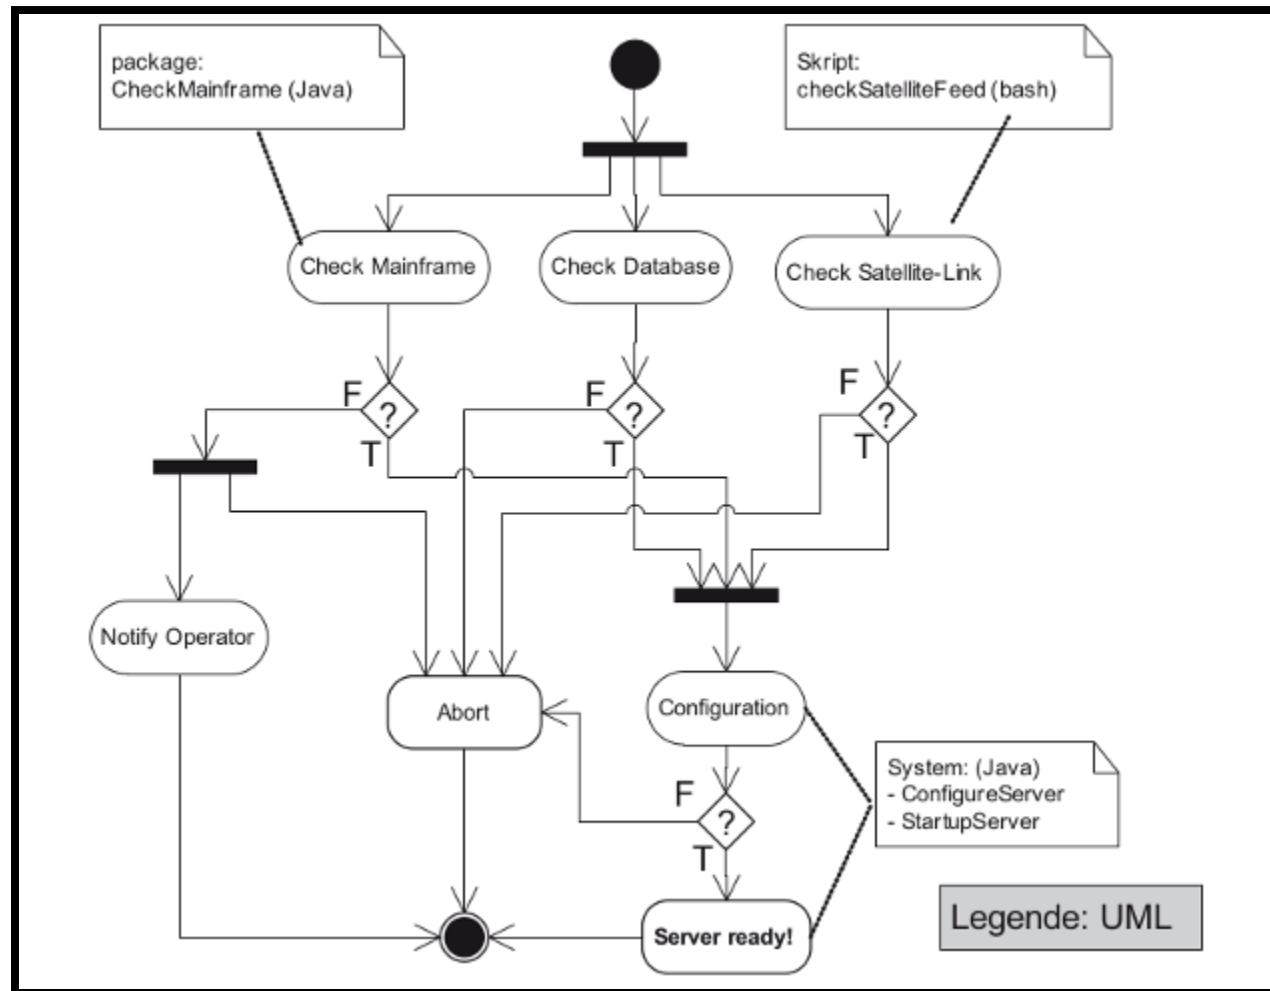 package:
CheckMainframe (Java)
Skript:
checkSatelliteFeed (bash)
Check Mainframe
Check Database
Check Satellite-Link
F
?
T
F
?
T
F
?
T
Notify Operator
Abort
Configuration
System: (Java)
- ConfigureServer
- StartupServer
F
?
T
Server ready!
Legende: UML